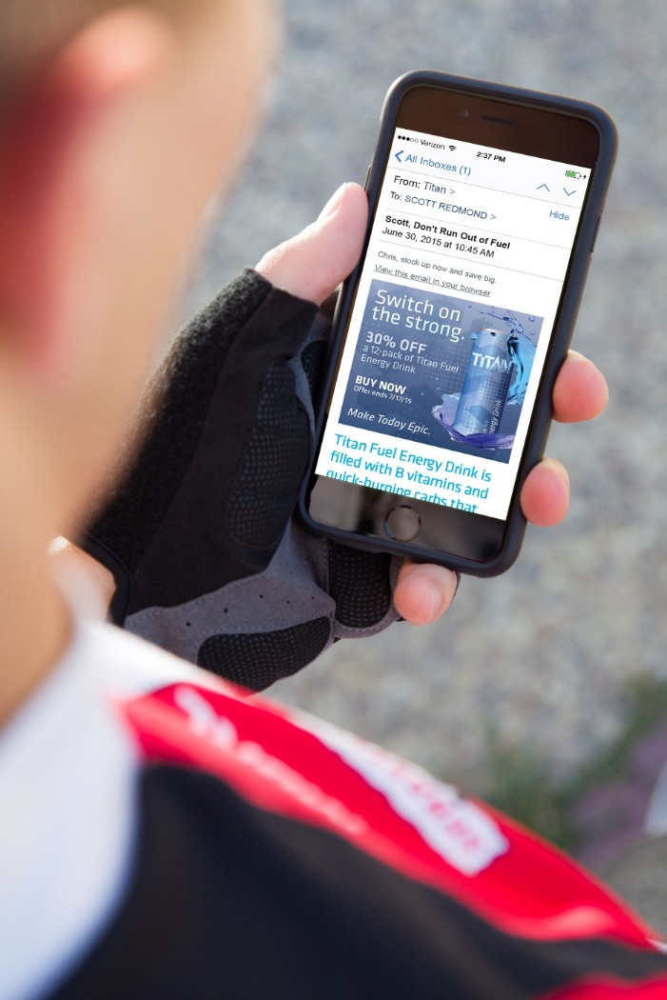 Verizon 2:37 PM
All Inboxes (1)
From: Titan >
To: SCOTT REDMOND > Hide
Scott, Don't Run Out of Fuel
June 30, 2015 at 10:45 AM
Chris, stock up now and save big.
View this email in your browser
Switch on
the strong.
30% OFF
a 12-pack of Titan Fuel
Energy Drink
BUY NOW
Offer ends 7/17/15
Make Today Epic.
TITAN
Energy Drink
Titan Fuel Energy Drink is
filled with B vitamins and
quick-burning carbs that